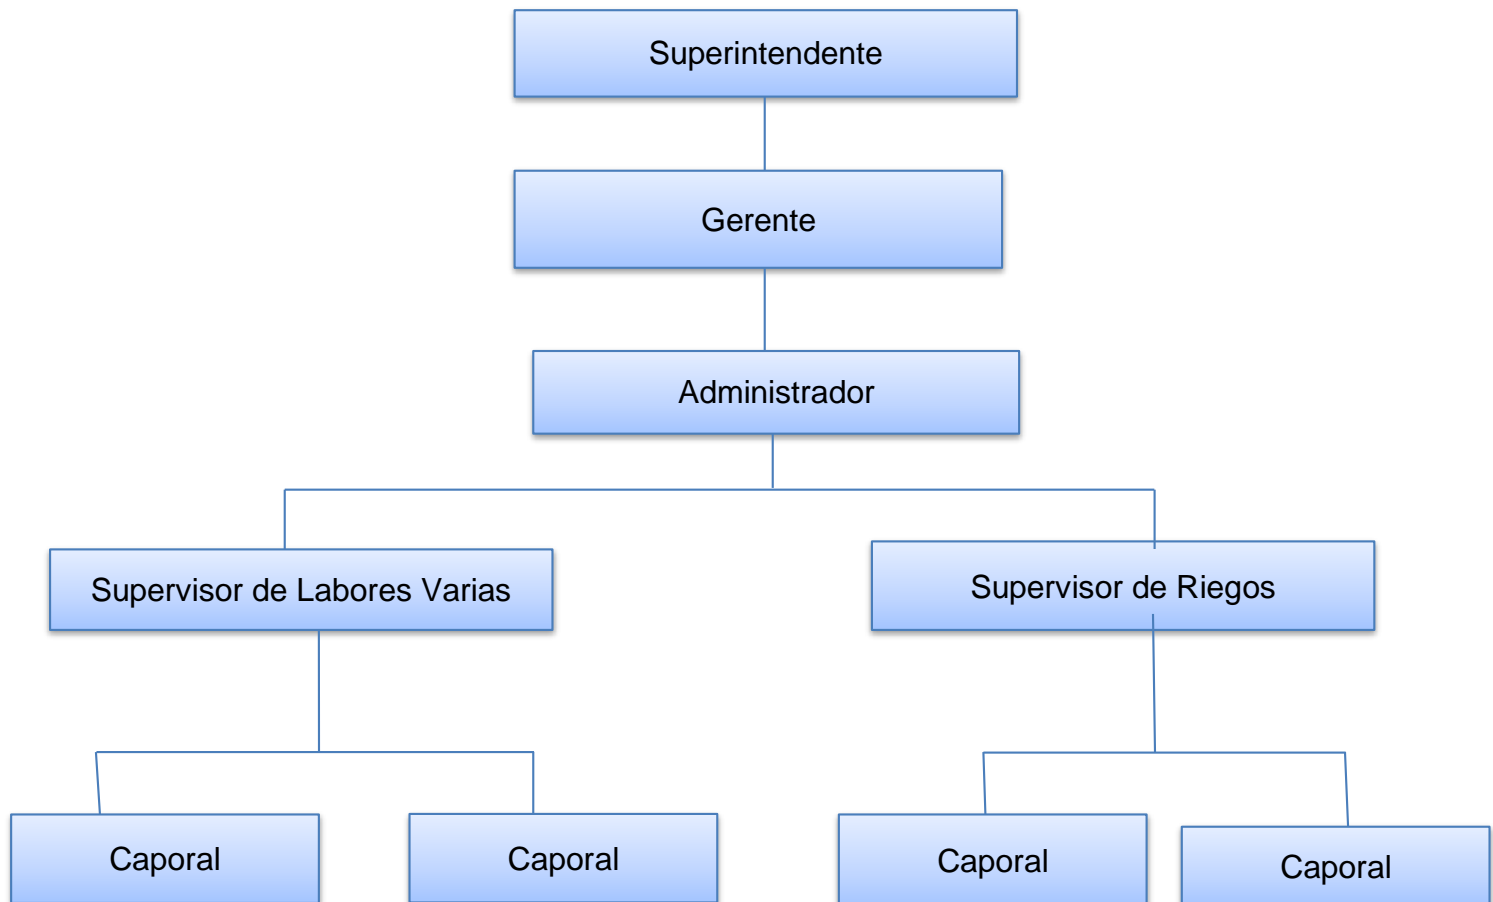 Superintendente
Gerente
Administrador
Supervisor de Labores Varias
Supervisor de Riegos
Caporal
Caporal
Caporal
Caporal